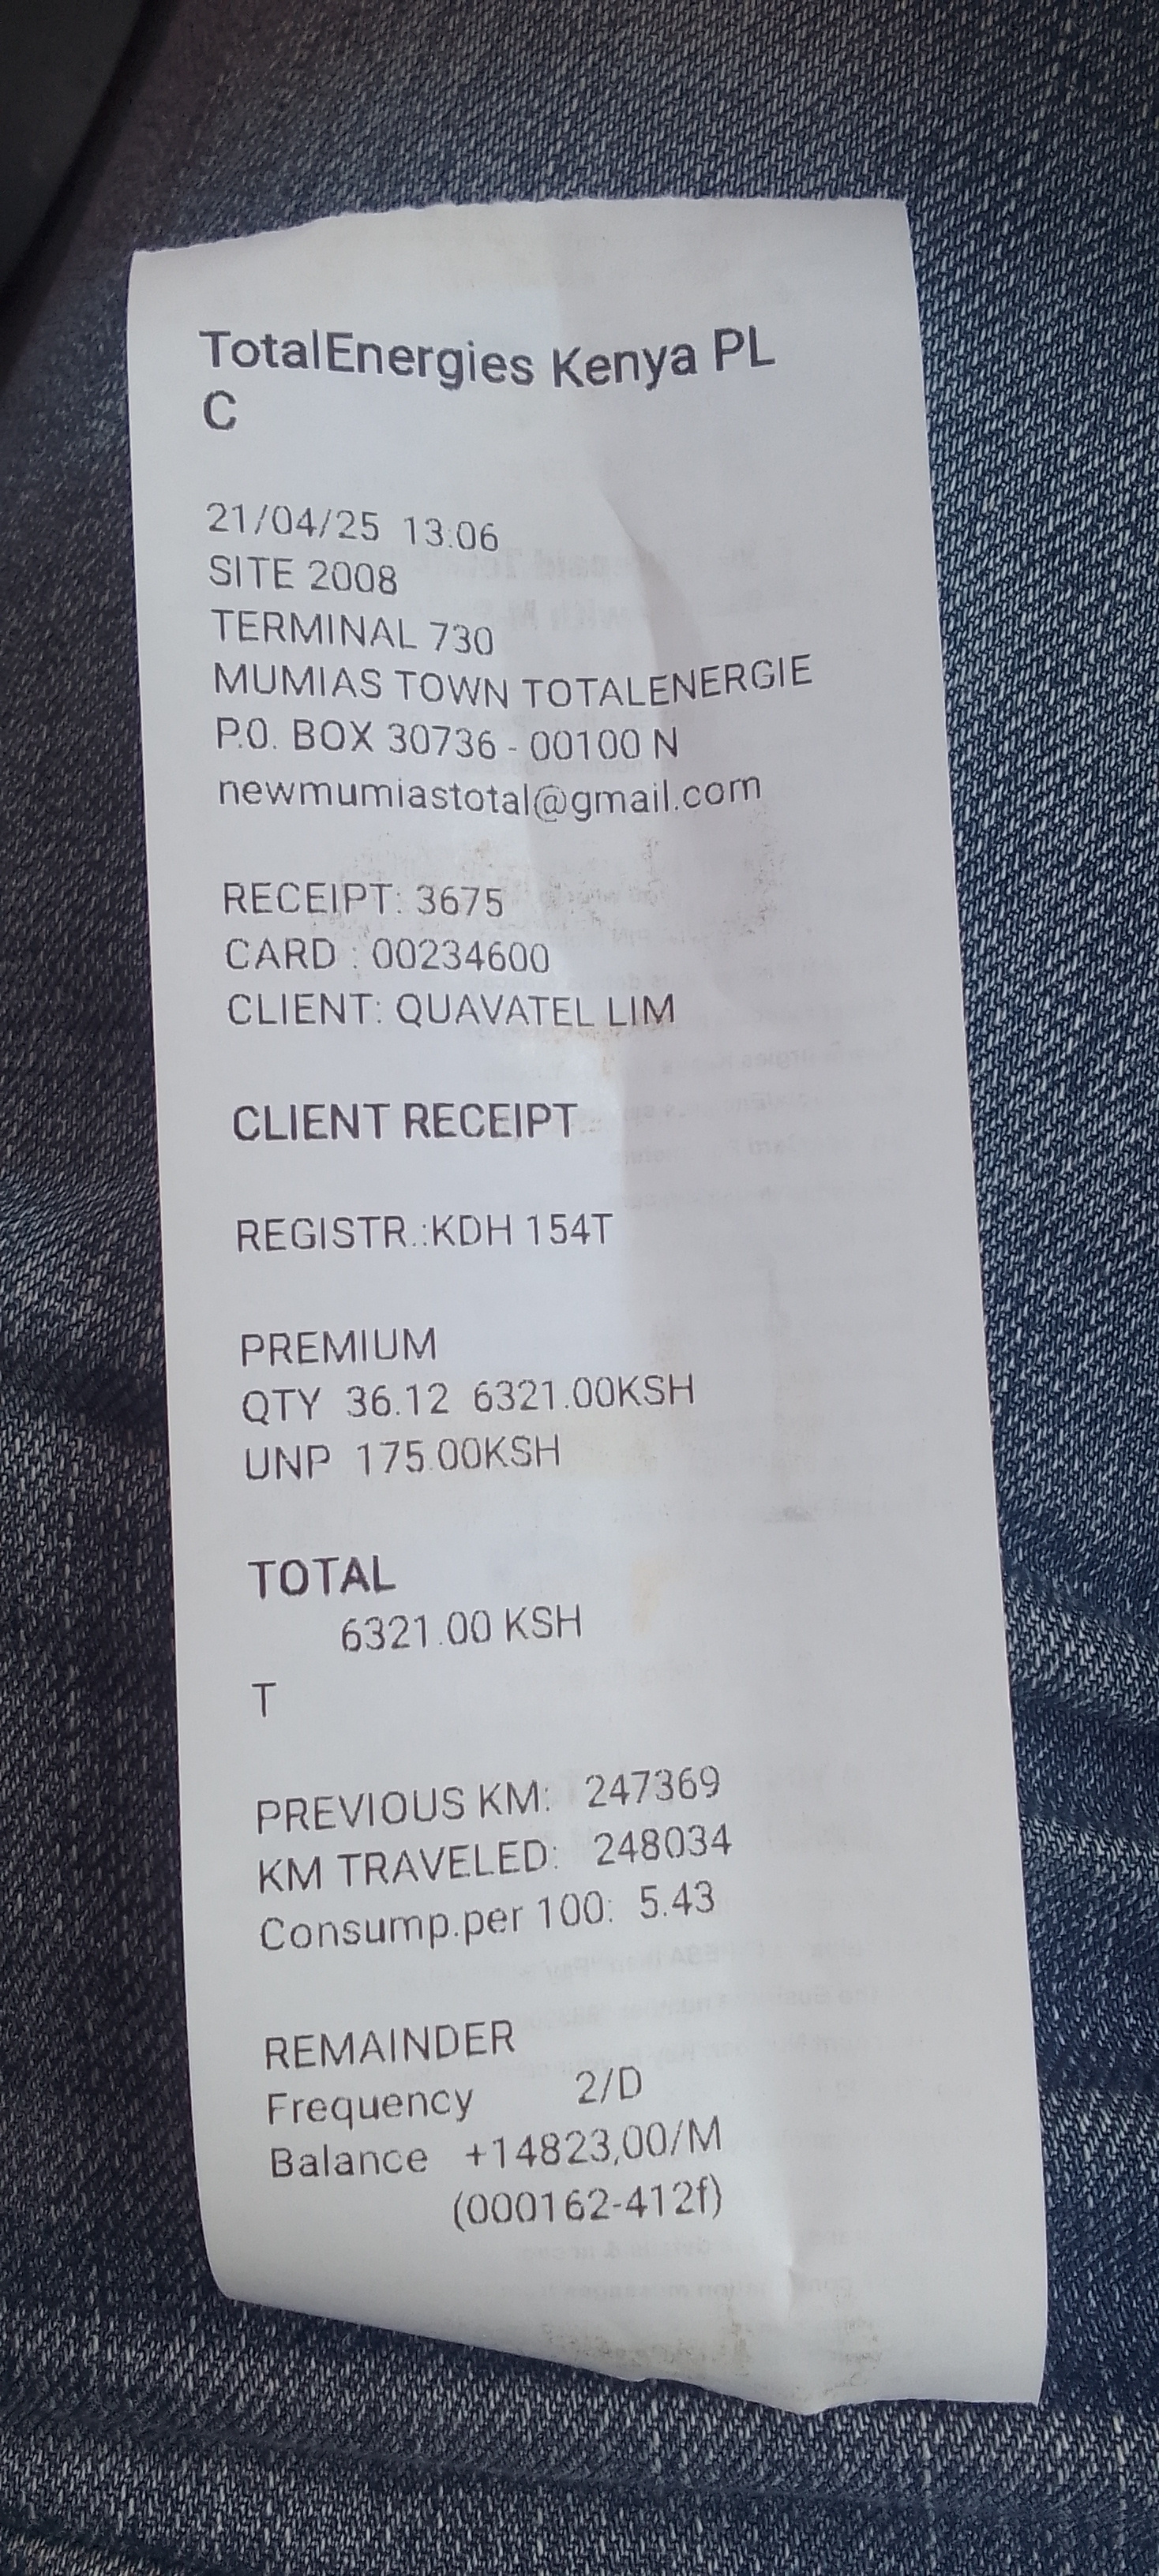 TotalEnergies Kenya PL
C
21/04/25 13:06
SITE 2008
TERMINAL 730
MUMIAS TOWN TOTALENERGIE
P.O. BOX 30736 - 00100 N
newmumiastotal@gmail.com
RECEIPT: 3675
CARD : 00234600
CLIENT: QUAVATEL LIM
CLIENT RECEIPT
REGISTR.:KDH 154T
PREMIUM
QTY 36.12 6321.00KSH
UNP 175.00KSH
TOTAL
6321.00 KSH
T
PREVIOUS KM: 247369
KM TRAVELED: 248034
Consump.per 100: 5.43
REMAINDER
Frequency 2/D
Balance +14823,00/M
(000162-412f)